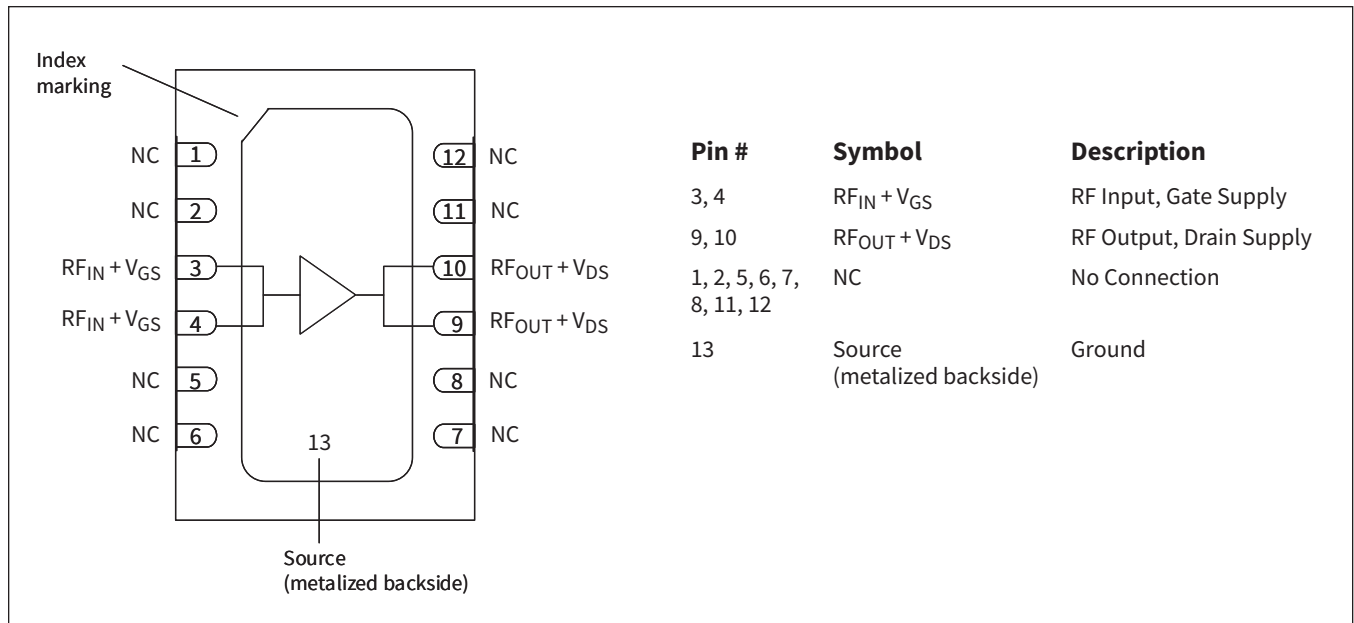 Index
marking
NC 1
NC 2
RFIN + VGS 3
RFIN + VGS 4
NC 5
NC 6
12 NC
11 NC
10 RFOUT + VDS
9 RFOUT + VDS
8 NC
7 NC
13
Source
(metalized backside)
Pin # Symbol Description
3, 4 RFIN + VGS RF Input, Gate Supply
9, 10 RFOUT + VDS RF Output, Drain Supply
1, 2, 5, 6, 7, NC No Connection
8, 11, 12
13 Source Ground
(metalized backside)